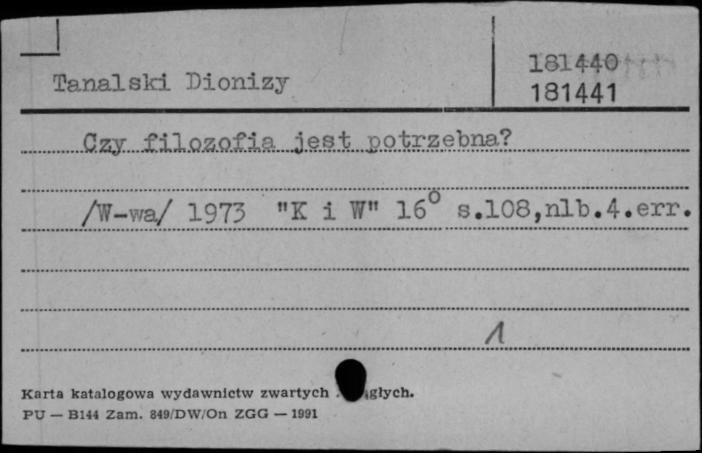 181440
Tanalski Dionizy
181441
Czy filozofia jest potrzebna?
/W-wa/ 1973 "K i W" 16° s.108,nlb.4.err.
1
Karta katalogowa wydawnictw zwartych
PU — B144 Zam. 849/DW/On ZGG — 1991